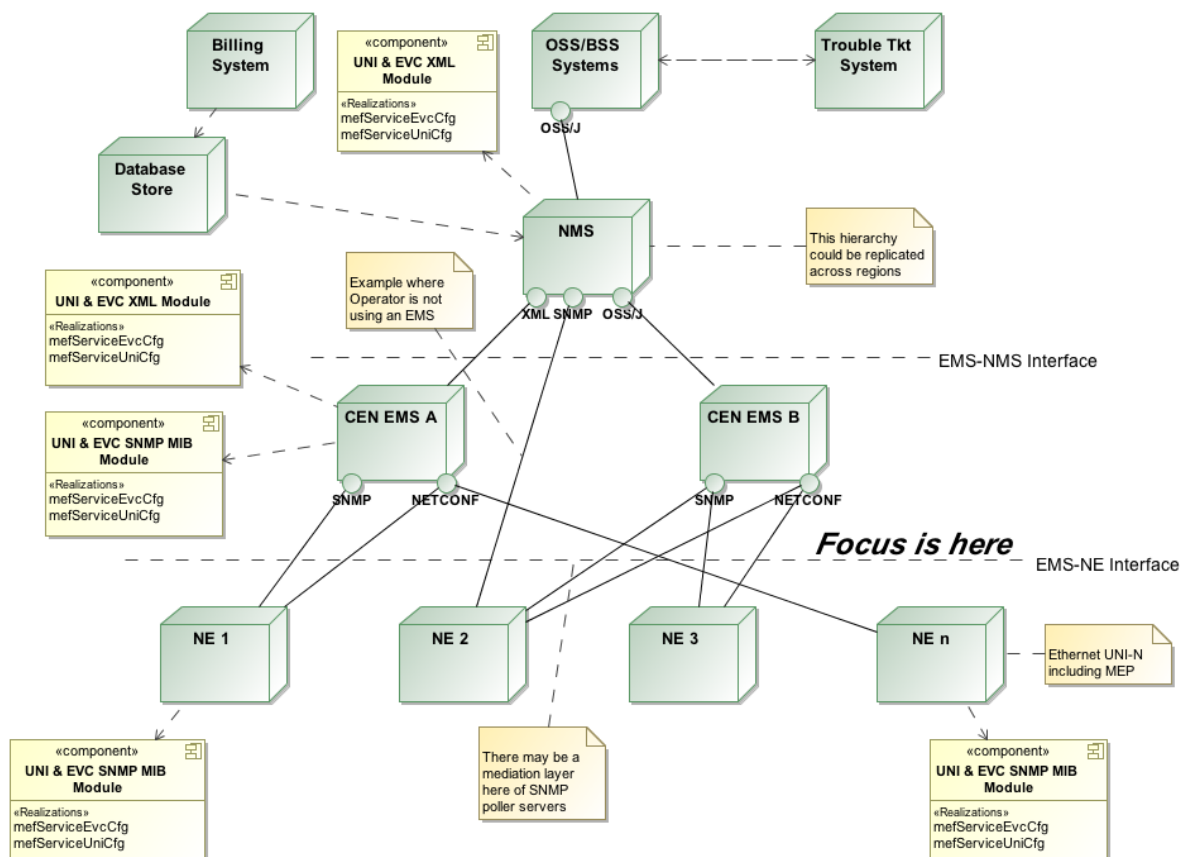 Billing
System
«component»
UNI & EVC XML
Module
«Realizations»
mefServiceEvcCfg
mefServiceUniCfg
OSS/BSS
Systems
Trouble Tkt
System
OSS/J
Database
Store
NMS
This hierarchy
could be replicated
across regions
«component»
UNI & EVC XML Module
«Realizations»
mefServiceEvcCfg
mefServiceUniCfg
Example where
Operator is not
using an EMS
XML SNMP OSS/J
EMS-NMS Interface
CEN EMS A
CEN EMS B
«component»
UNI & EVC SNMP MIB
Module
«Realizations»
mefServiceEvcCfg
mefServiceUniCfg
SNMP NETCONF
SNMP NETCONF
Focus is here
EMS-NE Interface
NE 1
NE 2
NE 3
NE n
Ethernet UNI-N
including MEP
There may be a
mediation layer
here of SNMP
poller servers
«component»
UNI & EVC SNMP MIB
Module
«Realizations»
mefServiceEvcCfg
mefServiceUniCfg
«component»
UNI & EVC SNMP MIB
Module
«Realizations»
mefServiceEvcCfg
mefServiceUniCfg